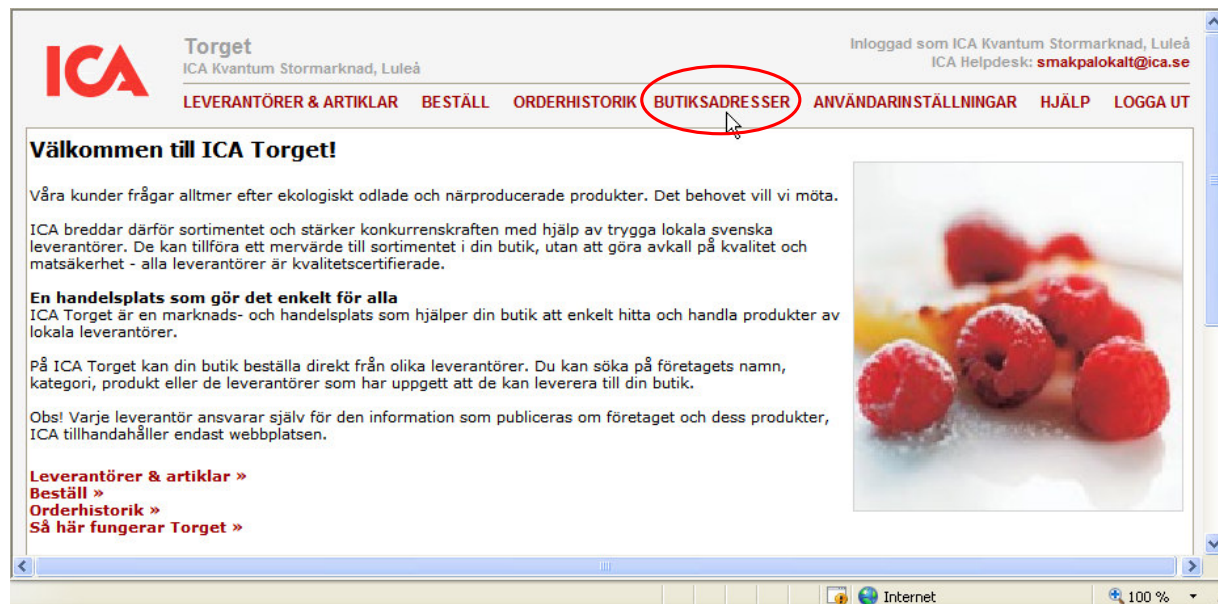 ICA
Torget
ICA Kvantum Stormarknad, Luleå
Inloggad som ICA Kvantum Stormarknad, Luleå
ICA Helpdesk: smakpalokalt@ica.se
LEVERANTÖRER & ARTIKLAR BESTÄLL ORDERHISTORIK BUTIKSADRESSER ANVÄNDARINSTÄLLNINGAR HJÄLP LOGGA UT
Välkommen till ICA Torget!
Våra kunder frågar alltmer efter ekologiskt odlade och närproducerade produkter. Det behovet vill vi möta.
ICA breddar därför sortimentet och stärker konkurrenskraften med hjälp av trygga lokala svenska
leverantörer. De kan tillföra ett mervärde till sortimentet i din butik, utan att göra avkall på kvalitet och
matsäkerhet - alla leverantörer är kvalitetscertifierade.
En handelsplats som gör det enkelt för alla
ICA Torget är en marknads- och handelsplats som hjälper din butik att enkelt hitta och handla produkter av
lokala leverantörer.
På ICA Torget kan din butik beställa direkt från olika leverantörer. Du kan söka på företagets namn,
kategori, produkt eller de leverantörer som har uppgett att de kan leverera till din butik.
Obs! Varje leverantör ansvarar själv för den information som publiceras om företaget och dess produkter,
ICA tillhandahåller endast webbplatsen.
Leverantörer & artiklar »
Beställ »
Orderhistorik »
Så här fungerar Torget »
Internet 100 %